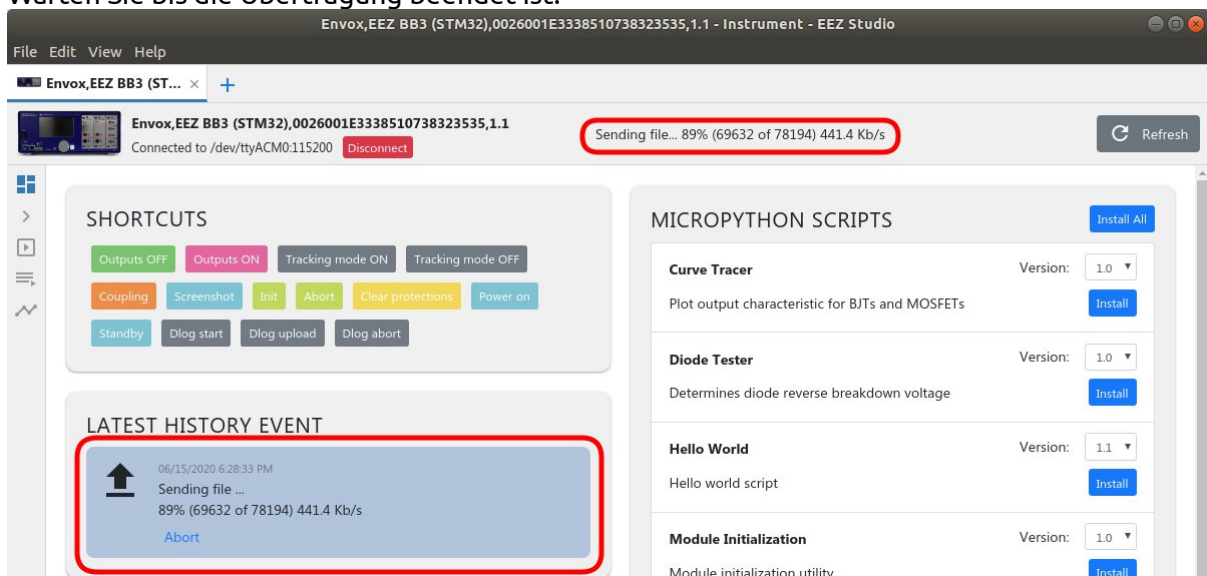 Warten Sie bis die Übertragung beendet ist.
Envox,EEZ BB3 (STM32),0026001E3338510738323535,1.1 - Instrument - EEZ Studio
File Edit View Help
Envox,EEZ BB3 (ST... × +
Envox,EEZ BB3 (STM32),0026001E3338510738323535,1.1
Connected to /dev/ttyACM0:115200 Disconnect
Sending file... 89% (69632 of 78194) 441.4 Kb/s
Refresh
SHORTCUTS
Outputs OFF Outputs ON Tracking mode ON Tracking mode OFF
Coupling Screenshot Init Abort Clear protections Power on
Standby Dlog start Dlog upload Dlog abort
LATEST HISTORY EVENT
06/15/2020 6:28:33 PM
Sending file ...
89% (69632 of 78194) 441.4 Kb/s
Abort
MICROPYTHON SCRIPTS Install All
Curve Tracer Version: 1.0
Plot output characteristic for BJTs and MOSFETs Install
Diode Tester Version: 1.0
Determines diode reverse breakdown voltage Install
Hello World Version: 1.1
Hello world script Install
Module Initialization Version: 1.0
Module initialization utility Install